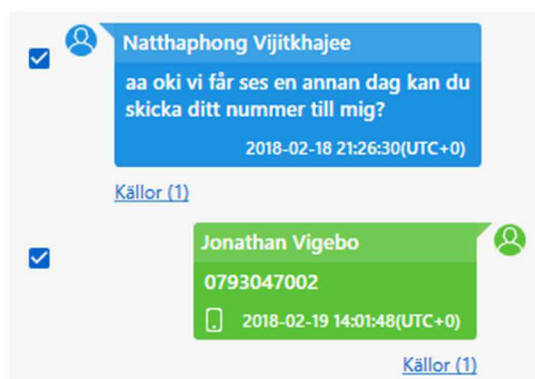 Natthaphong Vijitkhajee
aa oki vi får ses en annan dag kan du
skicka ditt nummer till mig?
2018-02-18 21:26:30(UTC+0)
Källor (1)
Jonathan Vigebo
0793047002
2018-02-19 14:01:48(UTC+0)
Källor (1)